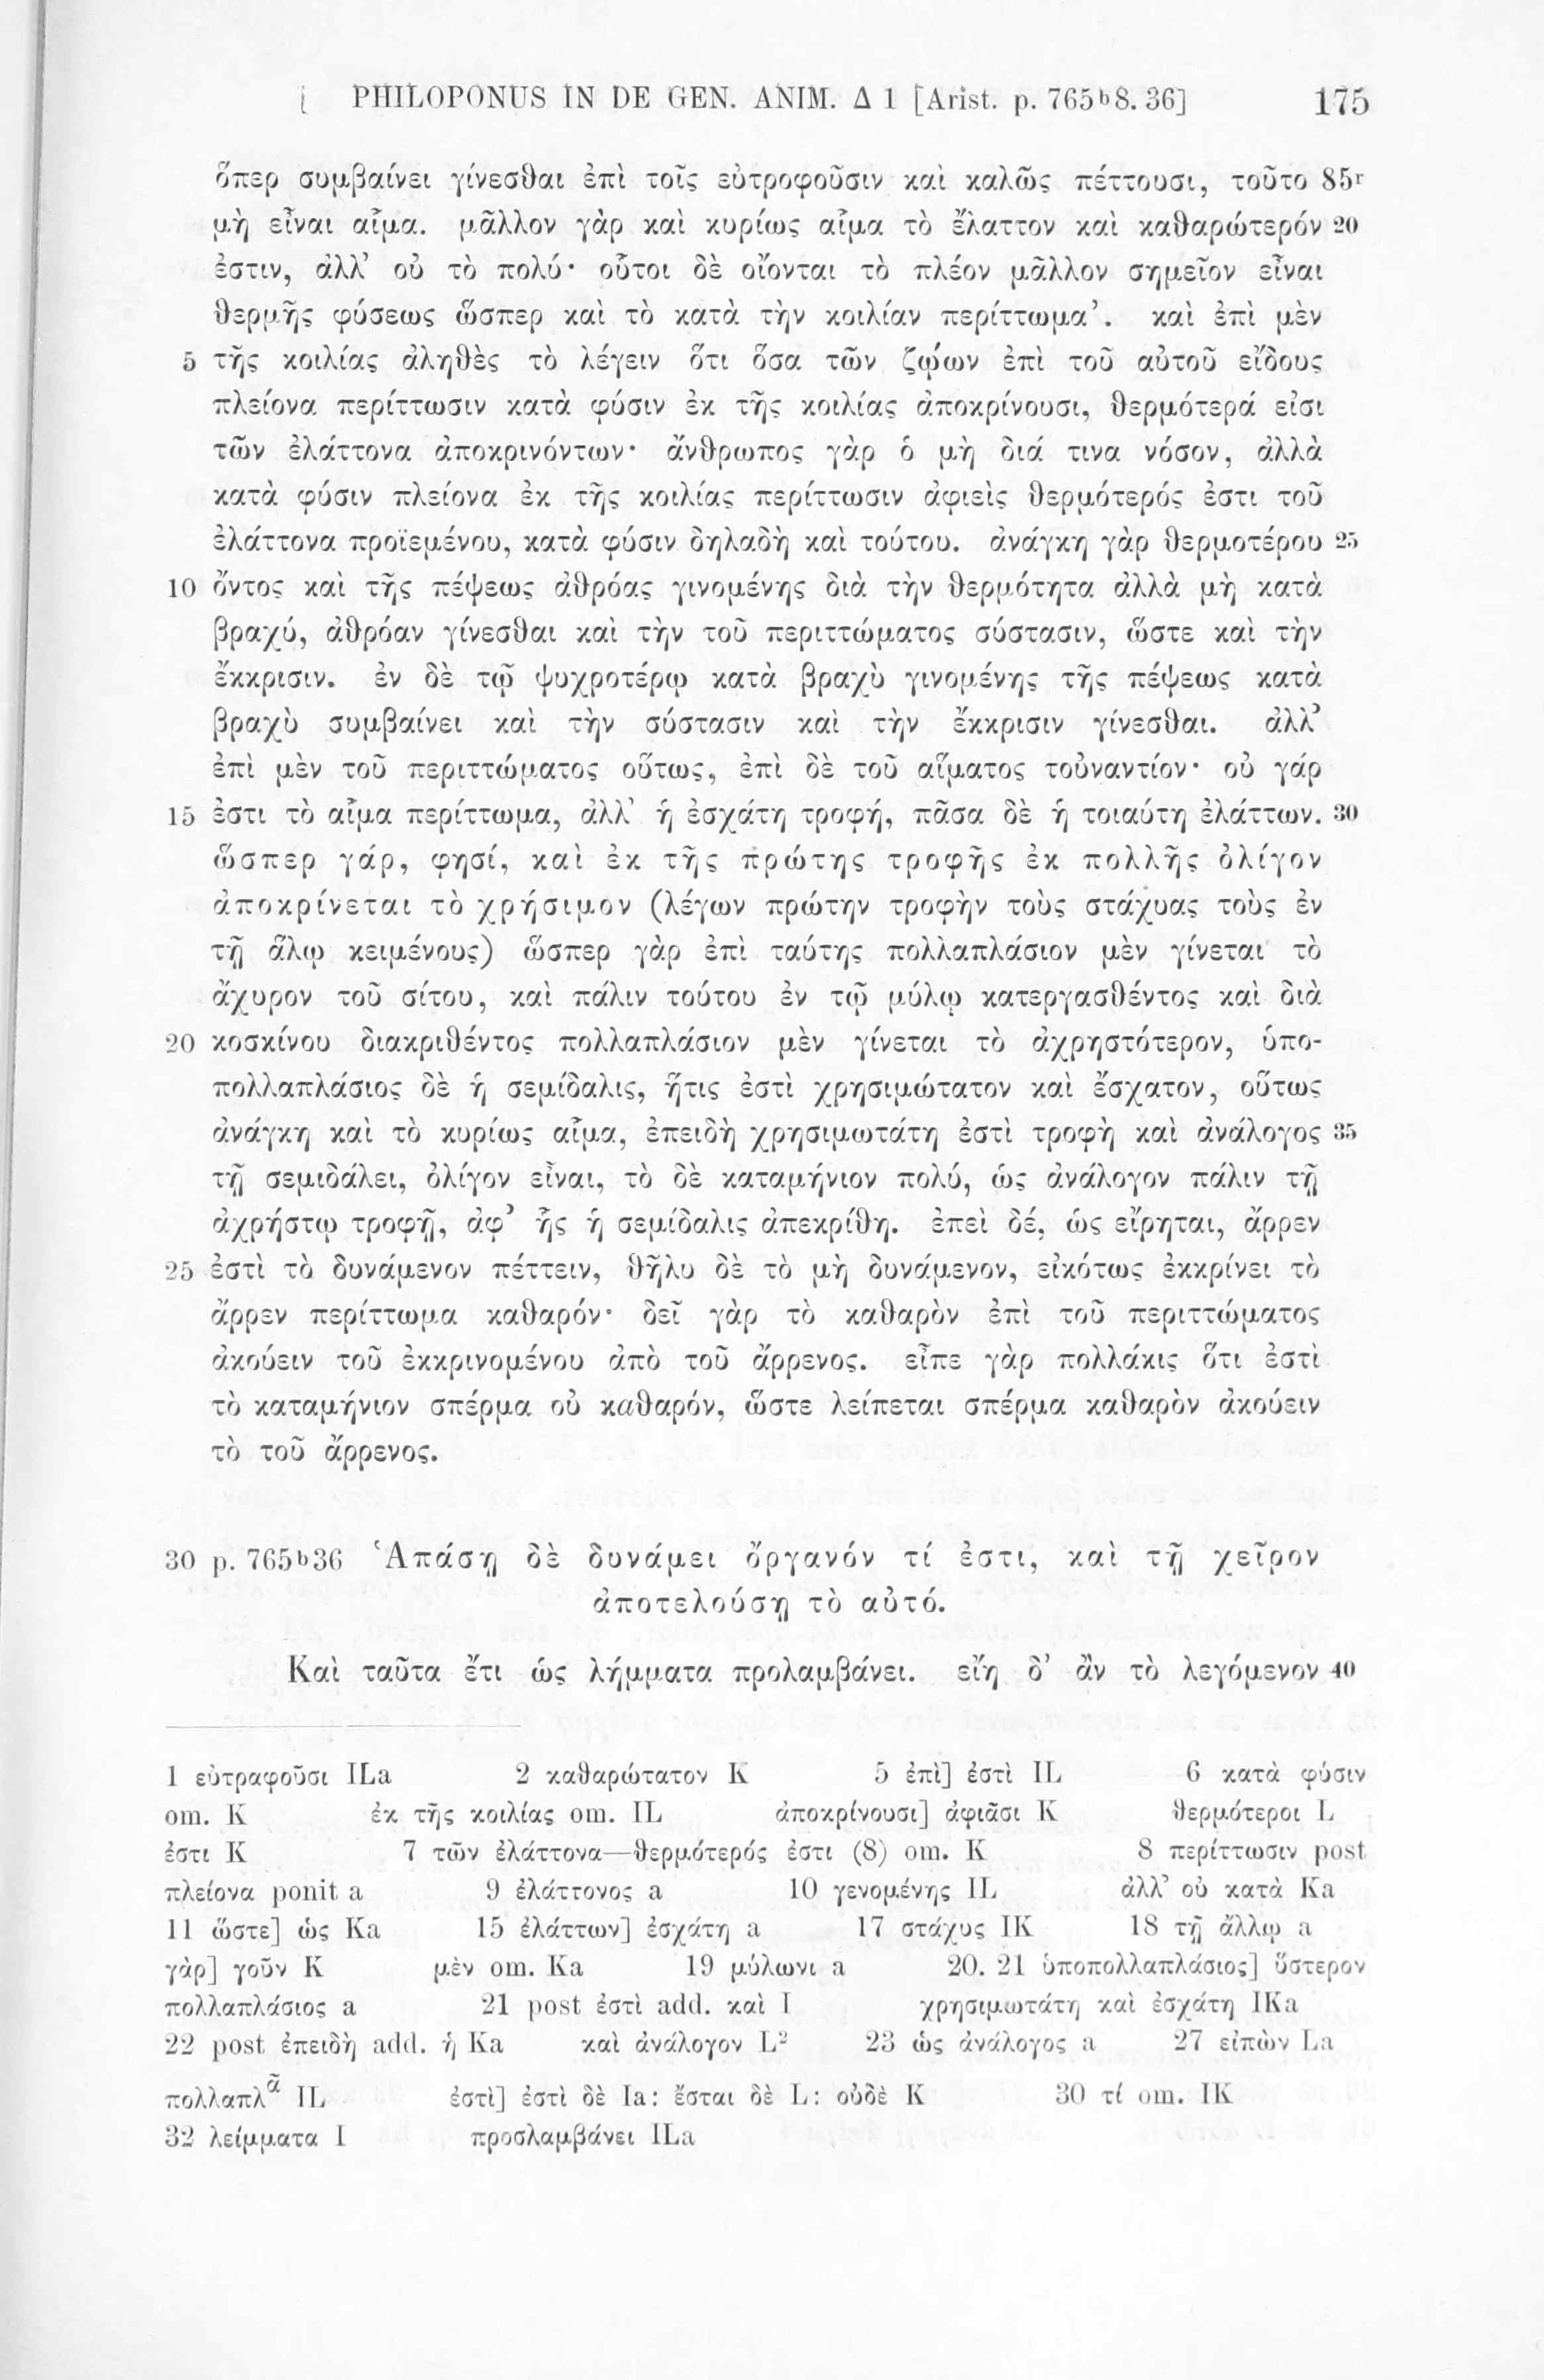 PHILOPONUS IN DE GEN. ANIM. Δ 1 [Arist. p. 765b8. 36] 175
ὅπερ συμβαίνει γίνεσθαι ἐπὶ τοῖς εὐτροφοῦσιν καὶ καλῶς πέττουσι, τοῦτο 85r
μὴ εἶναι αἷμα. μᾶλλον γὰρ καὶ κυρίως αἷμα τὸ ἔλαττον καὶ καθαρώτερόν 20
ἐστιν, ἀλλ’ οὐ τὸ πολύ· οὗτοι δὲ οἴονται τὸ πλέον μᾶλλον σημεῖον εἶναι
θερμῆς φύσεως ὥσπερ καὶ τὸ κατὰ τὴν κοιλίαν περίττωμα’. καὶ ἐπὶ μὲν
5 τῆς κοιλίας ἀληθὲς τὸ λέγειν ὅτι ὅσα τῶν ζῴων ἐπὶ τοῦ αὐτοῦ εἴδους
πλείονα περίττωσιν κατὰ φύσιν ἐκ τῆς κοιλίας ἀποκρίνουσι, θερμότερά εἰσι
τῶν ἐλάττονα ἀποκρινόντων· ἄνθρωπος γὰρ ὁ μὴ διά τινα νόσον, ἀλλὰ
κατὰ φύσιν πλείονα ἐκ τῆς κοιλίας περίττωσιν ἀφιεὶς θερμότερός ἐστι τοῦ
ἐλάττονα προϊεμένου, κατὰ φύσιν δηλαδὴ καὶ τούτου. ἀνάγκη γὰρ θερμοτέρου 25
10 ὄντος καὶ τῆς πέψεως ἀθρόας γινομένης διὰ τὴν θερμότητα ἀλλὰ μὴ κατὰ
βραχύ, ἀθρόαν γίνεσθαι καὶ τὴν τοῦ περιττώματος σύστασιν, ὥστε καὶ τὴν
ἔκκρισιν. ἐν δὲ τῷ ψυχροτέρῳ κατὰ βραχὺ γινομένης τῆς πέψεως κατὰ
βραχὺ συμβαίνει καὶ τὴν σύστασιν καὶ τὴν ἔκκρισιν γίνεσθαι. ἀλλ’
ἐπὶ μὲν τοῦ περιττώματος οὕτως, ἐπὶ δὲ τοῦ αἵματος τοὐναντίον· οὐ γάρ
15 ἐστι τὸ αἷμα περίττωμα, ἀλλ’ ἡ ἐσχάτη τροφή, πᾶσα δὲ ἡ τοιαύτη ἐλάττων. 30
ὥσπερ γάρ, φησί, καὶ ἐκ τῆς πρώτης τροφῆς ἐκ πολλῆς ὀλίγον
ἀποκρίνεται τὸ χρήσιμον (λέγων πρώτην τροφὴν τοὺς στάχυας τοὺς ἐν
τῇ ἅλῳ κειμένους) ὥσπερ γὰρ ἐπὶ ταύτης πολλαπλάσιον μὲν γίνεται τὸ
ἄχυρον τοῦ σίτου, καὶ πάλιν τούτου ἐν τῷ μύλῳ κατεργασθέντος καὶ διὰ
20 κοσκίνου διακριθέντος πολλαπλάσιον μὲν γίνεται τὸ ἀχρηστότερον, ὑπο-
πολλαπλάσιος δὲ ἡ σεμίδαλις, ἥτις ἐστὶ χρησιμώτατον καὶ ἔσχατον, οὕτως
ἀνάγκη καὶ τὸ κυρίως αἷμα, ἐπειδὴ χρησιμωτάτη ἐστὶ τροφὴ καὶ ἀνάλογος 35
τῇ σεμιδάλει, ὀλίγον εἶναι, τὸ δὲ καταμήνιον πολύ, ὡς ἀνάλογον πάλιν τῇ
ἀχρήστῳ τροφῇ, ἀφ’ ἧς ἡ σεμίδαλις ἀπεκρίθη. ἐπεὶ δέ, ὡς εἴρηται, ἄρρεν
25 ἐστὶ τὸ δυνάμενον πέττειν, θῆλυ δὲ τὸ μὴ δυνάμενον, εἰκότως ἐκκρίνει τὸ
ἄρρεν περίττωμα καθαρόν· δεῖ γὰρ τὸ καθαρὸν ἐπὶ τοῦ περιττώματος
ἀκούειν τοῦ ἐκκρινομένου ἀπὸ τοῦ ἄρρενος. εἶπε γὰρ πολλάκις ὅτι ἐστὶ
τὸ καταμήνιον σπέρμα οὐ καθαρόν, ὥστε λείπεται σπέρμα καθαρὸν ἀκούειν
τὸ τοῦ ἄρρενος.
30 p. 765b36 Ἁπάσῃ δὲ δυνάμει ὄργανόν τί ἐστι, καὶ τῇ χεῖρον
ἀποτελούσῃ τὸ αὐτό.
Καὶ ταῦτα ἔτι ὡς λήμματα προλαμβάνει. εἴη δ’ ἂν τὸ λεγόμενον 40
1 εὐτραφοῦσι ILa 2 καθαρώτατον K 5 ἐπὶ] ἐστὶ IL 6 κατὰ φύσιν
om. K ἐκ τῆς κοιλίας om. IL ἀποκρίνουσι] ἀφιᾶσι K θερμότεροι L
ἐστι K 7 τῶν ἐλάττονα—θερμότερός ἐστι (8) om. K 8 περίττωσιν post
πλείονα ponit a 9 ἐλάττονος a 10 γενομένης IL ἀλλ’ οὐ κατὰ Ka
11 ὥστε] ὡς Ka 15 ἐλάττων] ἐσχάτη a 17 στάχυς IK 18 τῇ ἄλλῳ a
γὰρ] γοῦν K μὲν om. Ka 19 μύλωνι a 20. 21 ὑποπολλαπλάσιος] ὕστερον
πολλαπλάσιος a 21 post ἐστὶ add. καὶ I χρησιμωτάτη καὶ ἐσχάτη IKa
22 post ἐπειδὴ add. ἡ Ka καὶ ἀνάλογον L² 23 ὡς ἀνάλογος a 27 εἰπὼν La
πολλαπλᾶ IL ἐστὶ] ἐστὶ δὲ Ia: ἔσται δὲ L: οὐδὲ K 30 τί om. IK
32 λείμματα I προσλαμβάνει ILa